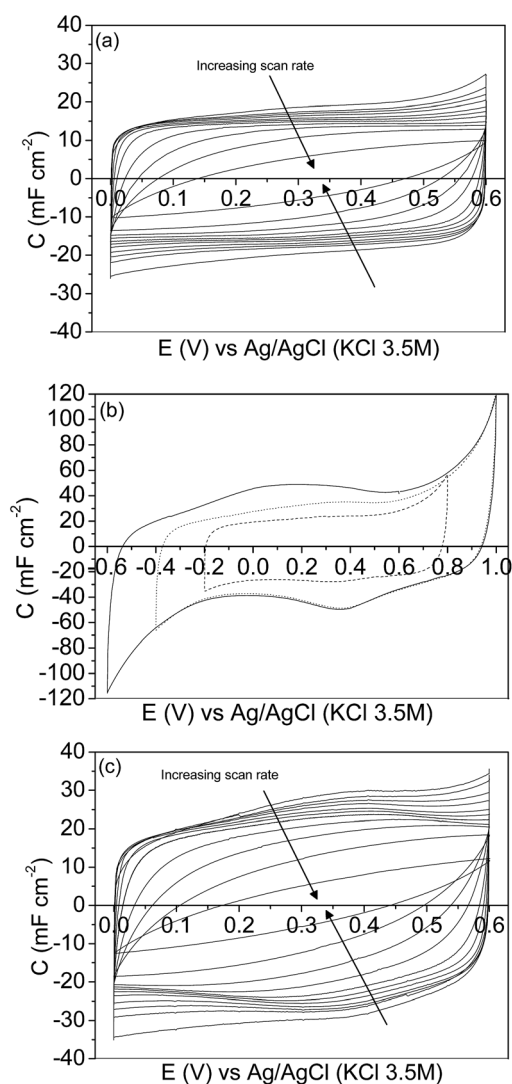 (a)
Increasing scan rate
40
30
20
10
0
-10
-20
-30
-40
0.0 0.1 0.2 0.3 0.4 0.5 0.6
C (mF cm⁻²)
E (V) vs Ag/AgCl (KCl 3.5M)
(b)
120
100
80
60
40
20
0
-20
-40
-60
-80
-100
-120
-0.6 -0.4 -0.2 0.0 0.2 0.4 0.6 0.8 1.0
C (mF cm⁻²)
E (V) vs Ag/AgCl (KCl 3.5M)
(c)
Increasing scan rate
40
30
20
10
0
-10
-20
-30
-40
0.0 0.1 0.2 0.3 0.4 0.5 0.6
C (mF cm⁻²)
E (V) vs Ag/AgCl (KCl 3.5M)